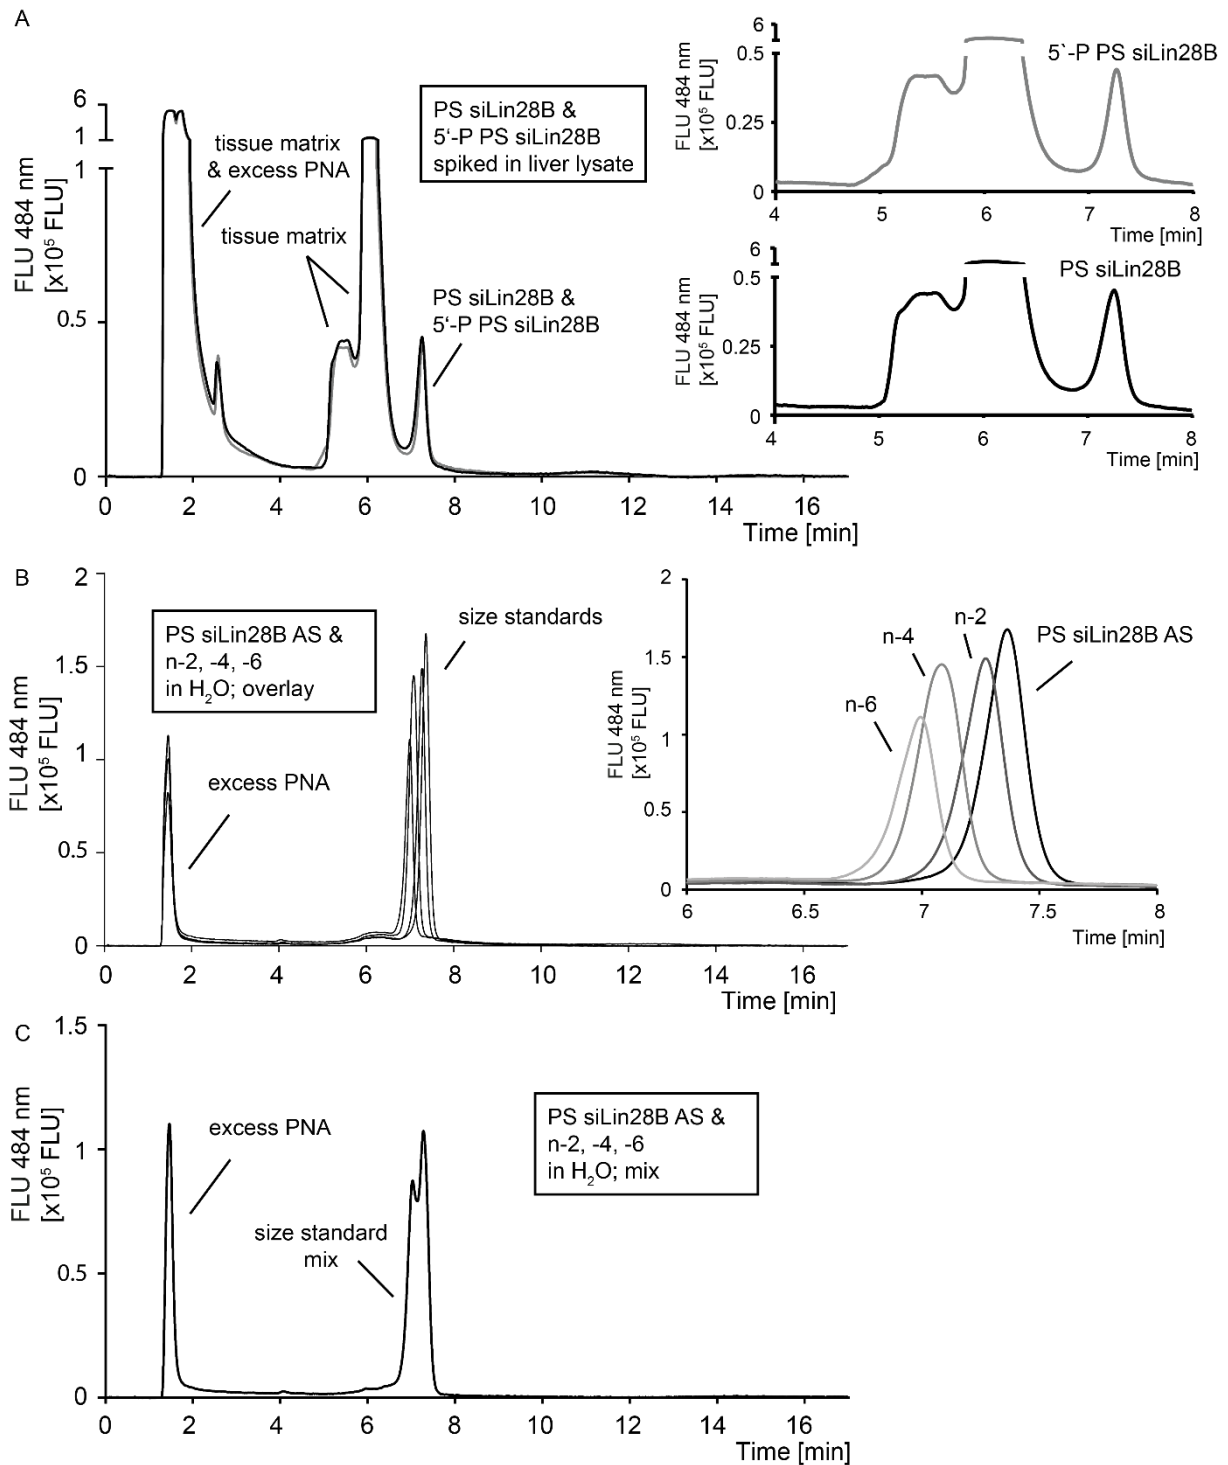 A
FLU 484 nm
[x10⁵ FLU]
6
1
1
0.5
0
tissue matrix
& excess PNA
tissue matrix
PS siLin28B &
5‘-P PS siLin28B
spiked in liver lysate
PS siLin28B &
5‘-P PS siLin28B
0 2 4 6 8 10 12 14 16
Time [min]
FLU 484 nm
[x10⁵ FLU]
6
0.5
0.25
0
5`-P PS siLin28B
4 5 6 7 8
Time [min]
FLU 484 nm
[x10⁵ FLU]
6
0.5
0.25
0
PS siLin28B
4 5 6 7 8
Time [min]
B
FLU 484 nm
[x10⁵ FLU]
2
1.5
1
0.5
0
PS siLin28B AS &
n-2, -4, -6
in H₂O; overlay
excess PNA
size standards
0 2 4 6 8 10 12 14 16
Time [min]
FLU 484 nm
[x10⁵ FLU]
2
1.5
1
0.5
0
n-6
n-4
n-2
PS siLin28B AS
6 6.5 7 7.5 8
Time [min]
C
FLU 484 nm
[x10⁵ FLU]
1.5
1
0.5
0
excess PNA
size standard
mix
PS siLin28B AS &
n-2, -4, -6
in H₂O; mix
0 2 4 6 8 10 12 14 16
Time [min]